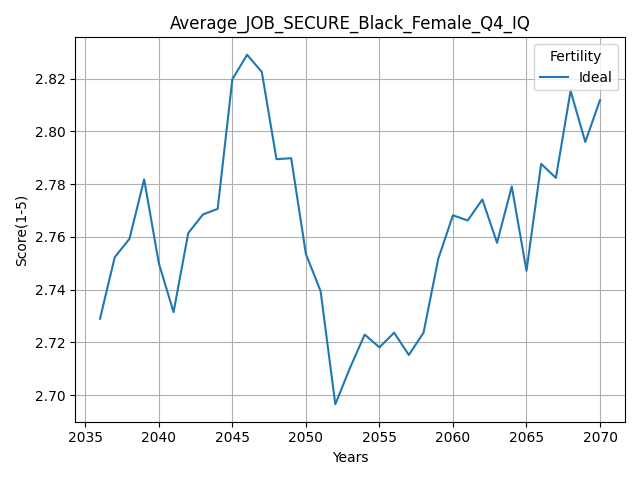 Average_JOB_SECURE_Black_Female_Q4_IQ
Fertility
Ideal
Score(1-5)
2.82
2.80
2.78
2.76
2.74
2.72
2.70
2035 2040 2045 2050 2055 2060 2065 2070
Years